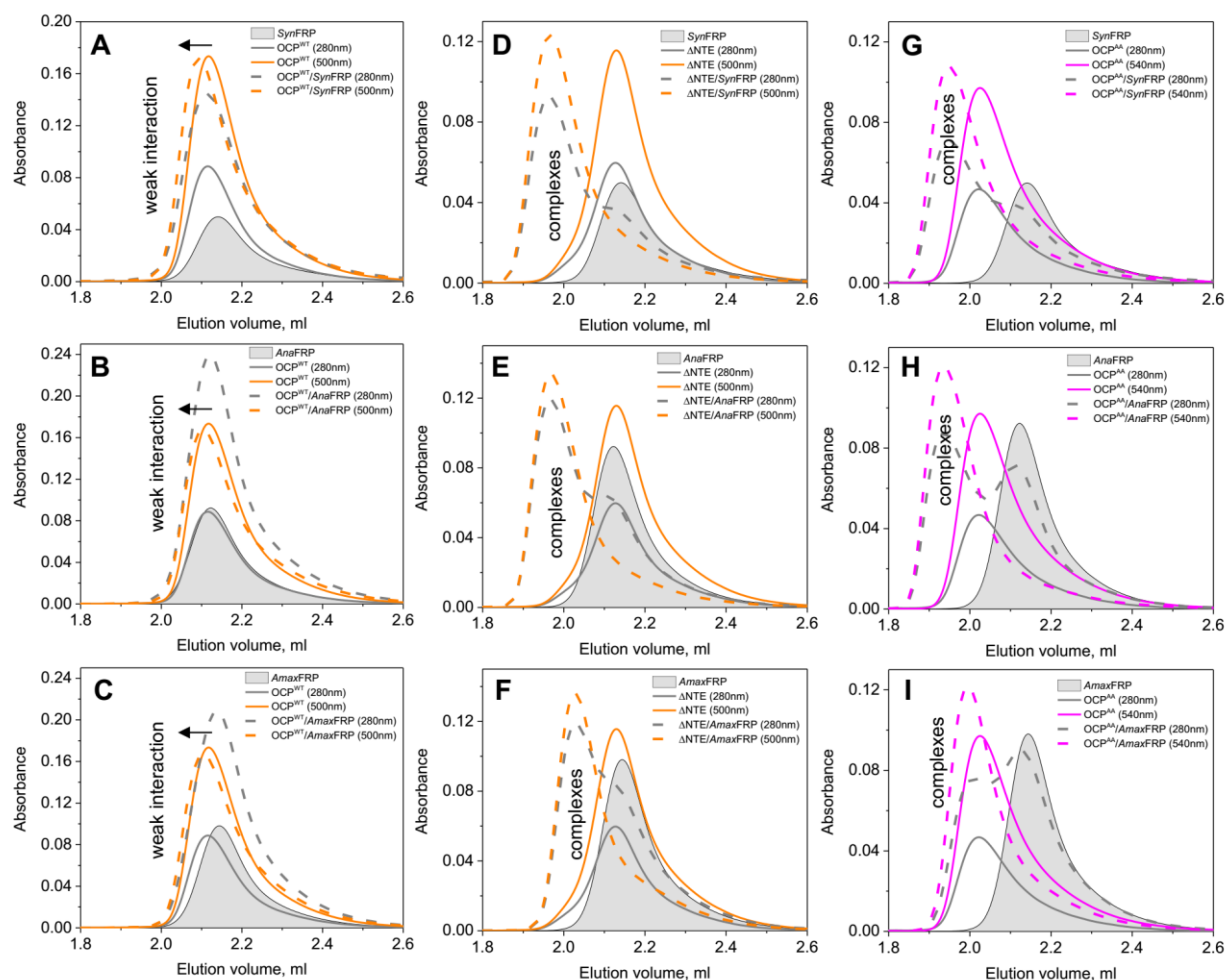 A
0.20
0.16
0.12
0.08
0.04
0.00
Absorbance
weak interaction
SynFRP
OCPWT (280nm)
OCPWT (500nm)
OCPWT/SynFRP (280nm)
OCPWT/SynFRP (500nm)
1.8 2.0 2.2 2.4 2.6
Elution volume, ml
D
0.12
0.08
0.04
0.00
Absorbance
complexes
SynFRP
ΔNTE (280nm)
ΔNTE (500nm)
ΔNTE/SynFRP (280nm)
ΔNTE/SynFRP (500nm)
1.8 2.0 2.2 2.4 2.6
Elution volume, ml
G
0.12
0.08
0.04
0.00
Absorbance
complexes
SynFRP
OCPAA (280nm)
OCPAA (540nm)
OCPAA/SynFRP (280nm)
OCPAA/SynFRP (540nm)
1.8 2.0 2.2 2.4 2.6
Elution volume, ml
B
0.24
0.20
0.16
0.12
0.08
0.04
0.00
Absorbance
weak interaction
AnaFRP
OCPWT (280nm)
OCPWT (500nm)
OCPWT/AnaFRP (280nm)
OCPWT/AnaFRP (500nm)
1.8 2.0 2.2 2.4 2.6
Elution volume, ml
E
0.12
0.08
0.04
0.00
Absorbance
complexes
AnaFRP
ΔNTE (280nm)
ΔNTE (500nm)
ΔNTE/AnaFRP (280nm)
ΔNTE/AnaFRP (500nm)
1.8 2.0 2.2 2.4 2.6
Elution volume, ml
H
0.12
0.08
0.04
0.00
Absorbance
complexes
AnaFRP
OCPAA (280nm)
OCPAA (540nm)
OCPAA/AnaFRP (280nm)
OCPAA/AnaFRP (540nm)
1.8 2.0 2.2 2.4 2.6
Elution volume, ml
C
0.24
0.20
0.16
0.12
0.08
0.04
0.00
Absorbance
weak interaction
AmaxFRP
OCPWT (280nm)
OCPWT (500nm)
OCPWT/AmaxFRP (280nm)
OCPWT/AmaxFRP (500nm)
1.8 2.0 2.2 2.4 2.6
Elution volume, ml
F
0.16
0.12
0.08
0.04
0.00
Absorbance
complexes
AmaxFRP
ΔNTE (280nm)
ΔNTE (500nm)
ΔNTE/AmaxFRP (280nm)
ΔNTE/AmaxFRP (500nm)
1.8 2.0 2.2 2.4 2.6
Elution volume, ml
I
0.12
0.08
0.04
0.00
Absorbance
complexes
AmaxFRP
OCPAA (280nm)
OCPAA (540nm)
OCPAA/AmaxFRP (280nm)
OCPAA/AmaxFRP (540nm)
1.8 2.0 2.2 2.4 2.6
Elution volume, ml